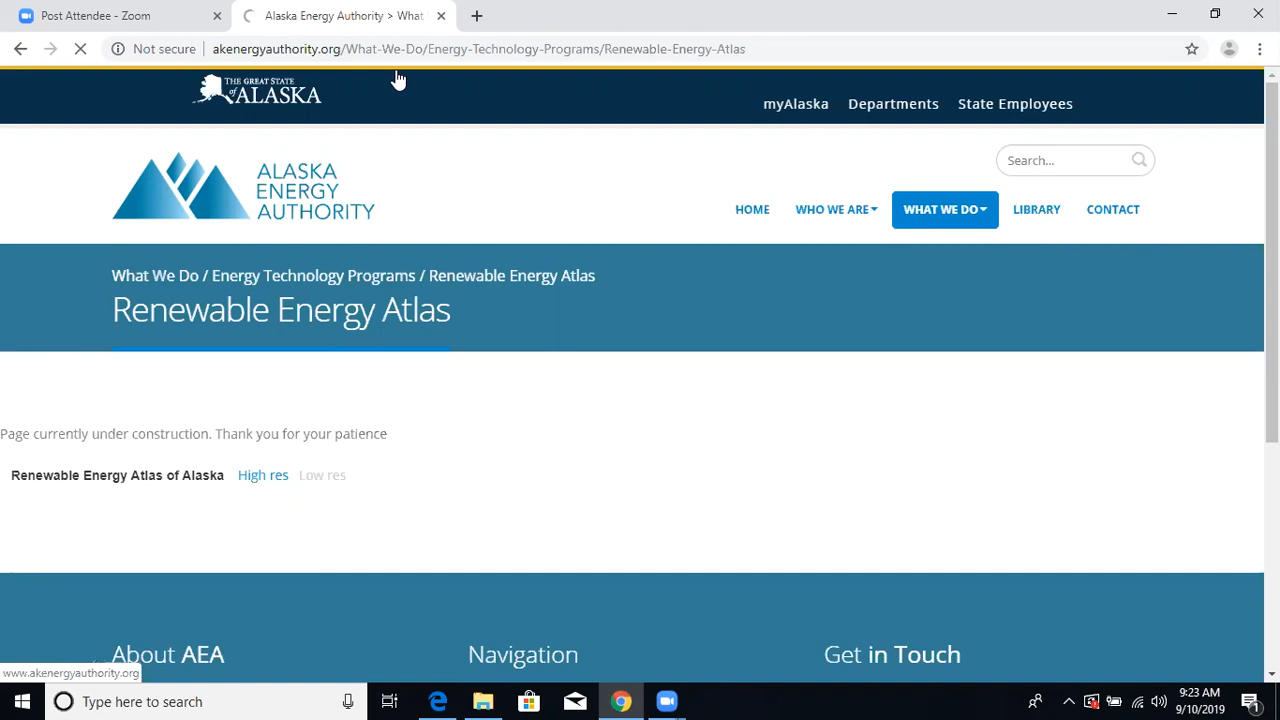 Post Attendee - Zoom
Alaska Energy Authority > What
Not secure
akenergyauthority.org/What-We-Do/Energy-Technology-Programs/Renewable-Energy-Atlas
THE GREAT STATE
of ALASKA
myAlaska Departments State Employees
ALASKA
ENERGY
AUTHORITY
Search...
HOME WHO WE ARE WHAT WE DO LIBRARY CONTACT
What We Do / Energy Technology Programs / Renewable Energy Atlas
Renewable Energy Atlas
Page currently under construction. Thank you for your patience
Renewable Energy Atlas of Alaska High res Low res
About AEA Navigation Get in Touch
www.akenergyauthority.org
Type here to search
9:23 AM
9/10/2019
1